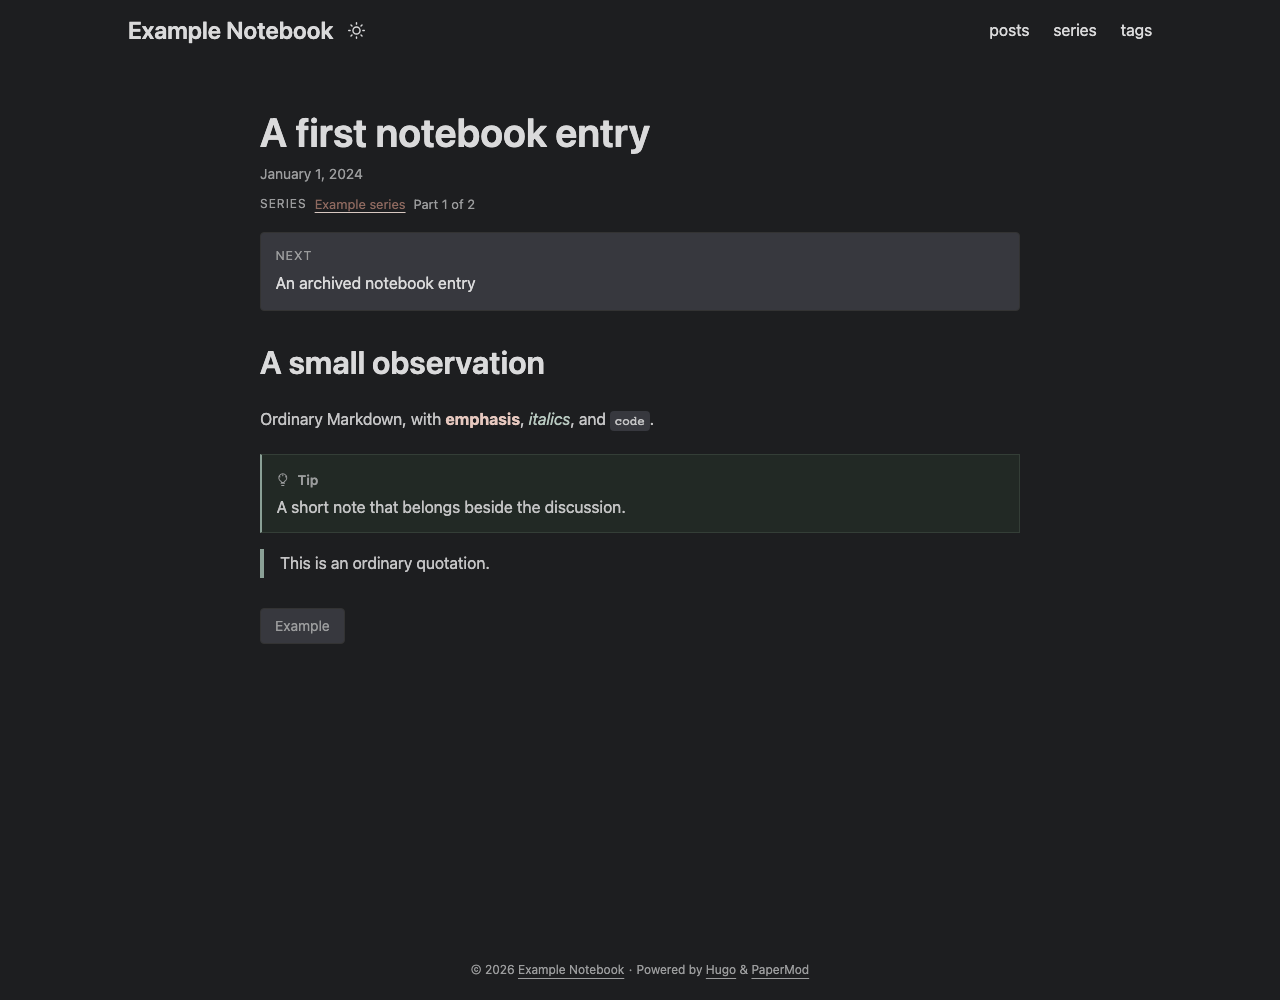 Example Notebook
posts series tags
A first notebook entry
January 1, 2024
SERIES Example series Part 1 of 2
NEXT
An archived notebook entry
A small observation
Ordinary Markdown, with emphasis, italics, and code.
Tip
A short note that belongs beside the discussion.
This is an ordinary quotation.
Example
© 2026 Example Notebook · Powered by Hugo & PaperMod